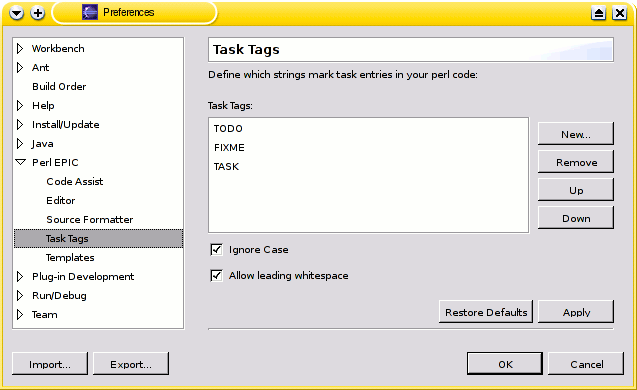 Preferences
Workbench
Ant
Build Order
Help
Install/Update
Java
Perl EPIC
Code Assist
Editor
Source Formatter
Task Tags
Templates
Plug-in Development
Run/Debug
Team
Task Tags
Define which strings mark task entries in your perl code:
Task Tags:
TODO
FIXME
TASK
New...
Remove
Up
Down
Ignore Case
Allow leading whitespace
Restore Defaults
Apply
Import...
Export...
OK
Cancel